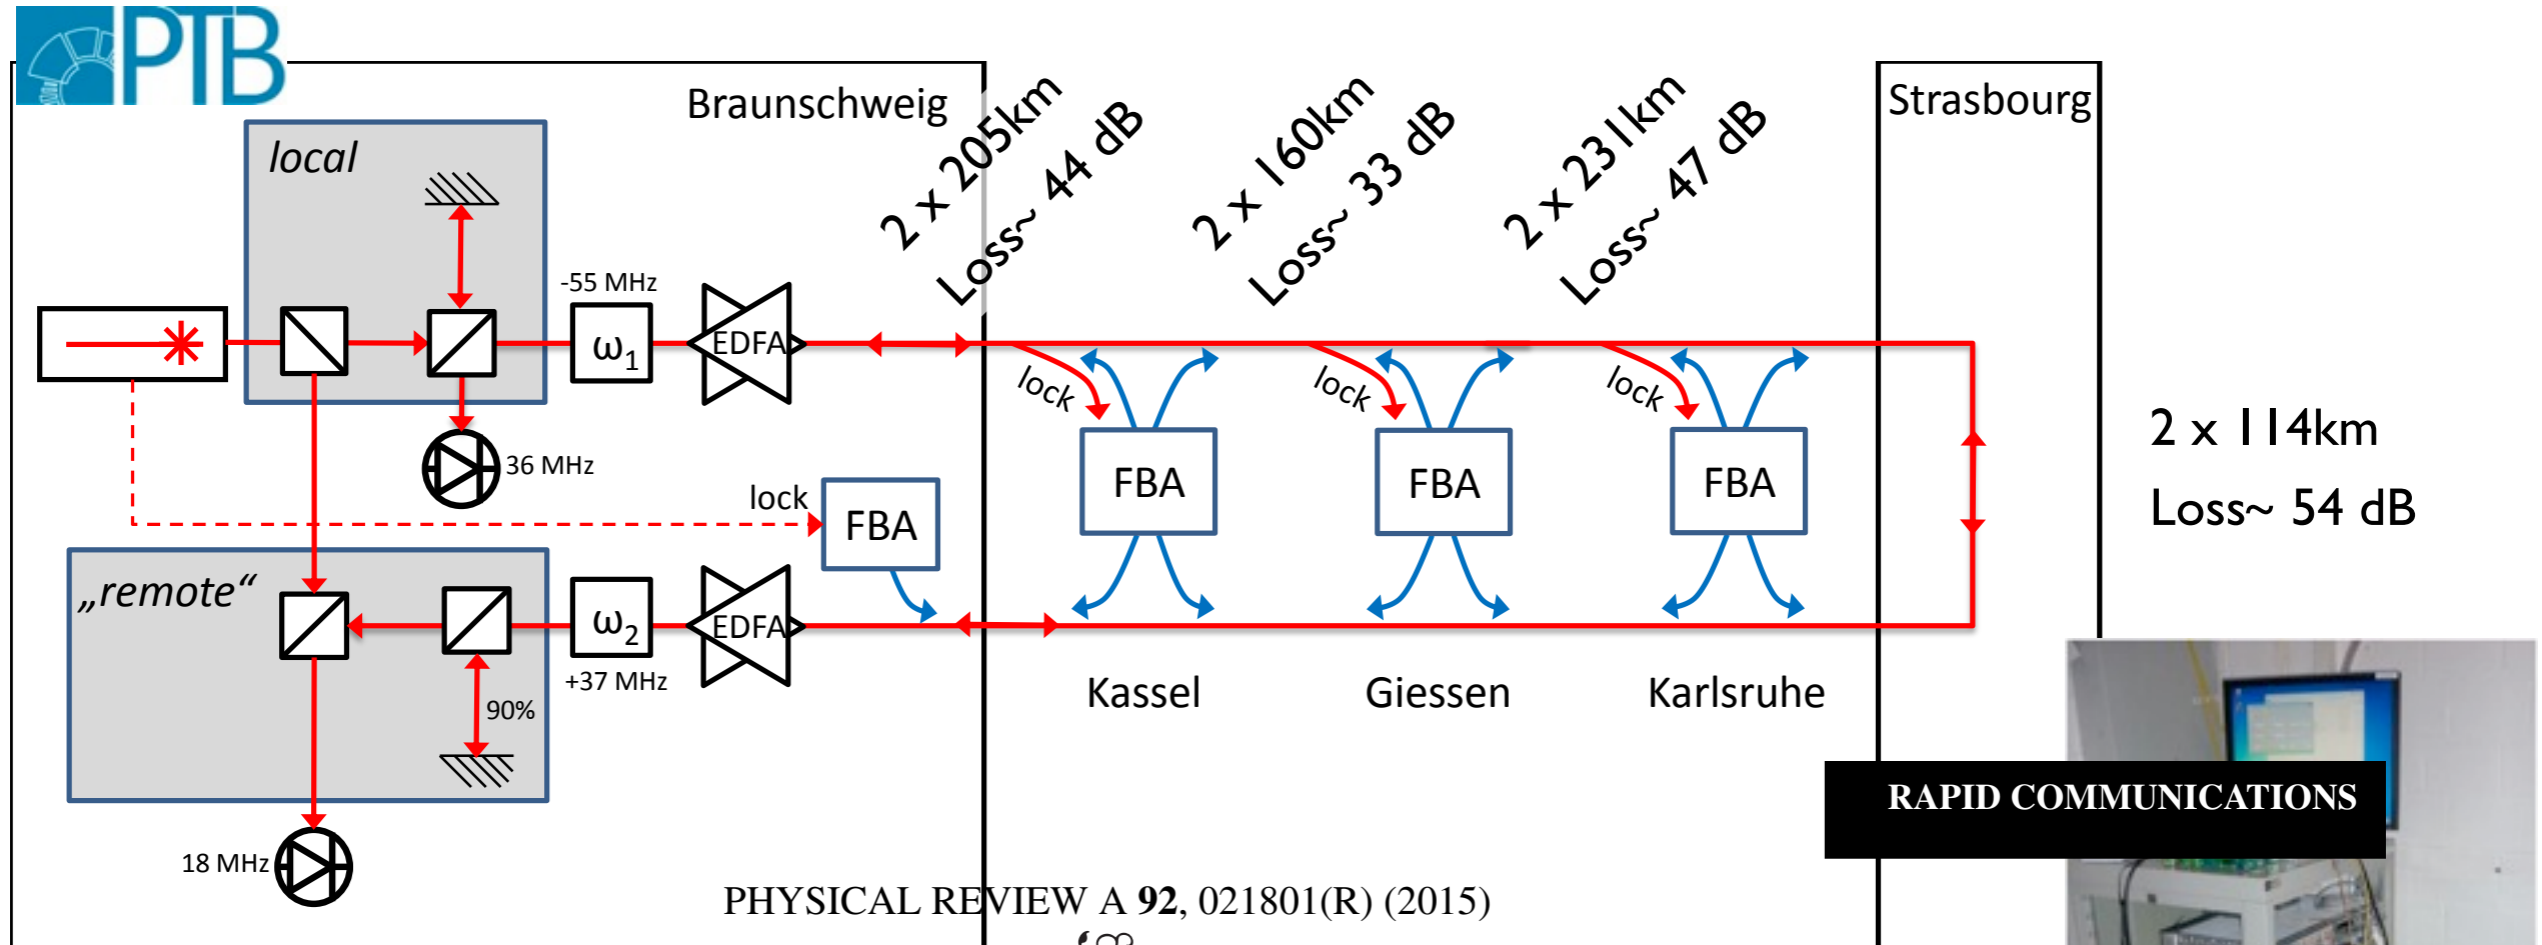 PTB
Braunschweig
Strasbourg
2 x 205km
Loss~ 44 dB
2 x 160km
Loss~ 33 dB
2 x 231km
Loss~ 47 dB
local
-55 MHz
ω1
EDFA
lock
lock
lock
36 MHz
FBA
FBA
FBA
2 x 114km
Loss~ 54 dB
lock
FBA
„remote“
ω2
EDFA
+37 MHz
90%
Kassel
Giessen
Karlsruhe
18 MHz
RAPID COMMUNICATIONS
PHYSICAL REVIEW A 92, 021801(R) (2015)